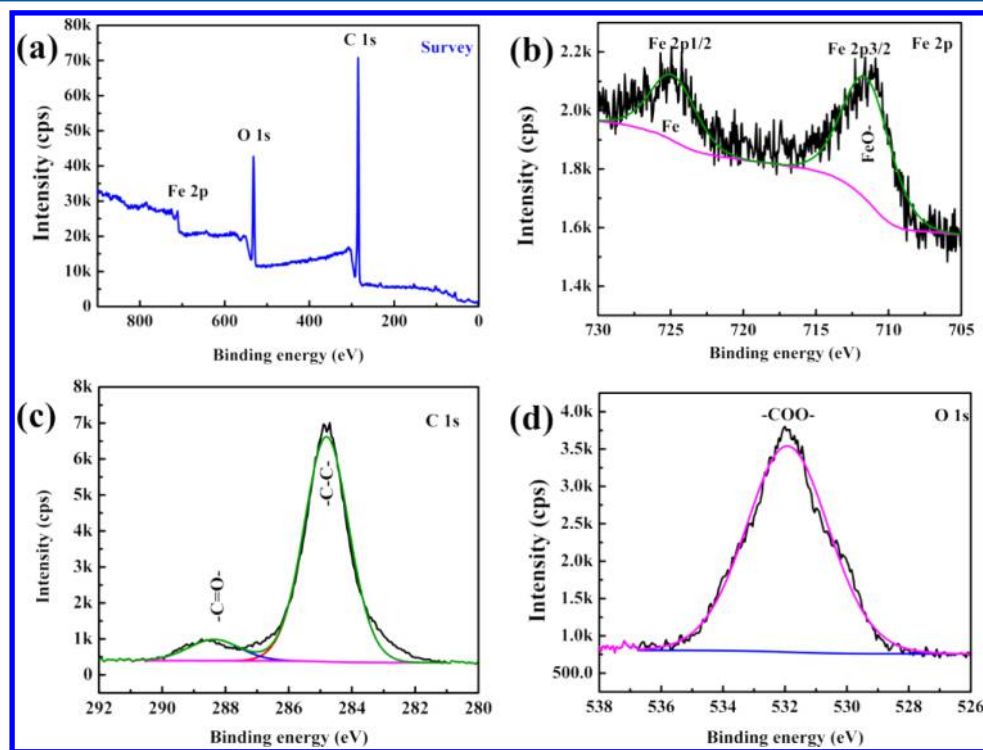 (a)
Survey
C 1s
O 1s
Fe 2p
Intensity (cps)
80k
70k
60k
50k
40k
30k
20k
10k
0
800 600 400 200 0
Binding energy (eV)
(b)
Fe 2p1/2 Fe 2p3/2 Fe 2p
Fe
FeO-
Intensity (cps)
2.2k
2.0k
1.8k
1.6k
1.4k
730 725 720 715 710 705
Binding energy (eV)
(c)
C 1s
-C=O-
-C-C-
Intensity (cps)
8k
7k
6k
5k
4k
3k
2k
1k
0
292 290 288 286 284 282 280
Binding energy (eV)
(d)
-COO-
O 1s
Intensity (cps)
4.0k
3.5k
3.0k
2.5k
2.0k
1.5k
1.0k
500.0
538 536 534 532 530 528 526
Binding energy (eV)